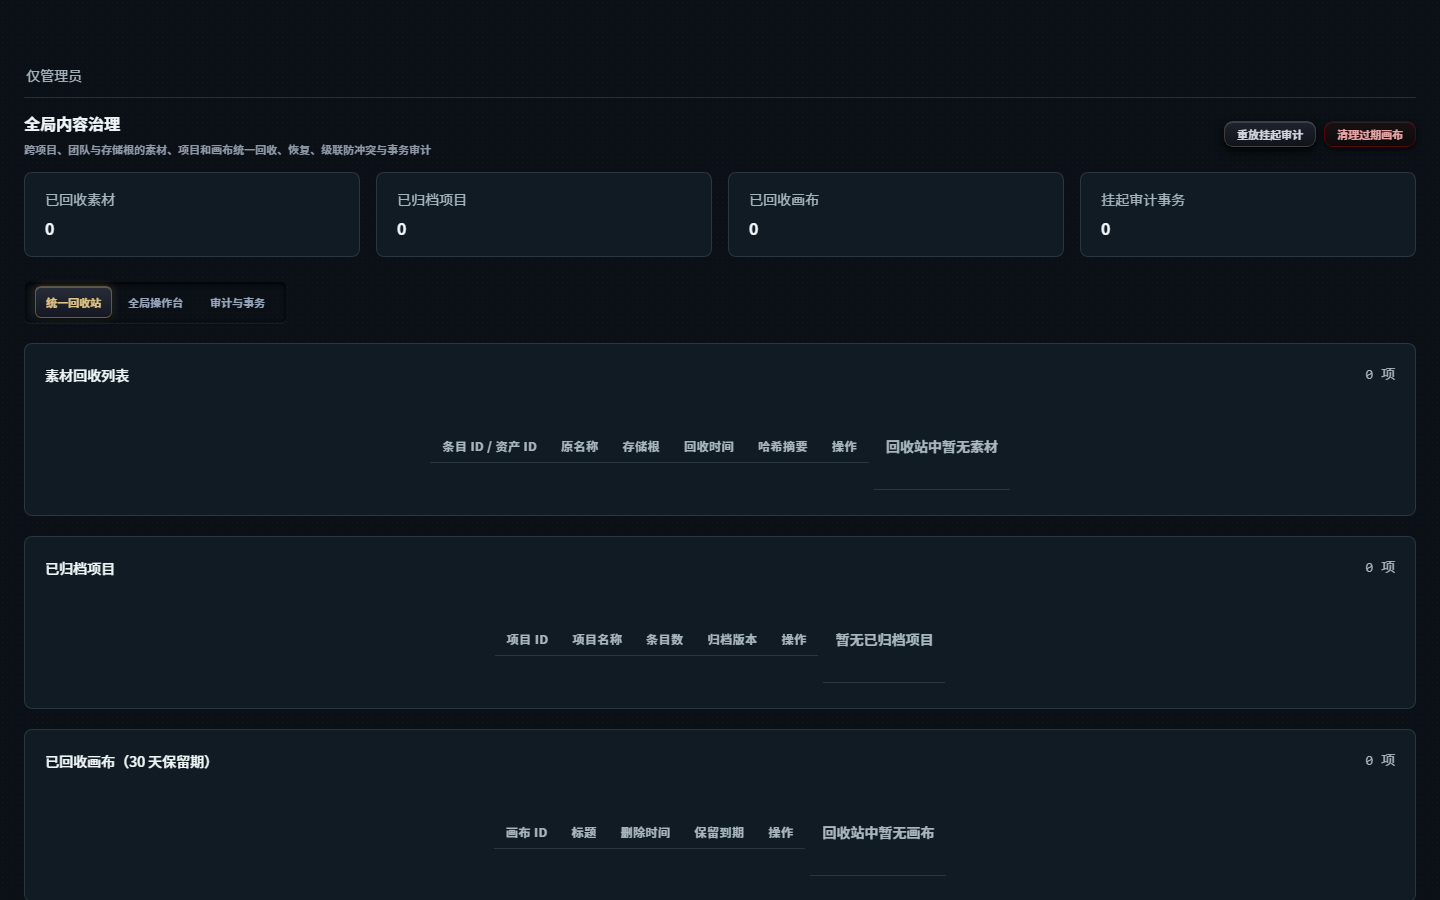 仅管理员
全局内容治理
跨项目、团队与存储根的素材、项目和画布统一回收、恢复、级联防冲突与事务审计
重放挂起审计
清理过期画布
已回收素材
0
已归档项目
0
已回收画布
0
挂起审计事务
0
统一回收站
全局操作台
审计与事务
素材回收列表
0 项
条目 ID / 资产 ID 原名称 存储根 回收时间 哈希摘要 操作 回收站中暂无素材
已归档项目
0 项
项目 ID 项目名称 条目数 归档版本 操作 暂无已归档项目
已回收画布（30 天保留期）
0 项
画布 ID 标题 删除时间 保留到期 操作 回收站中暂无画布